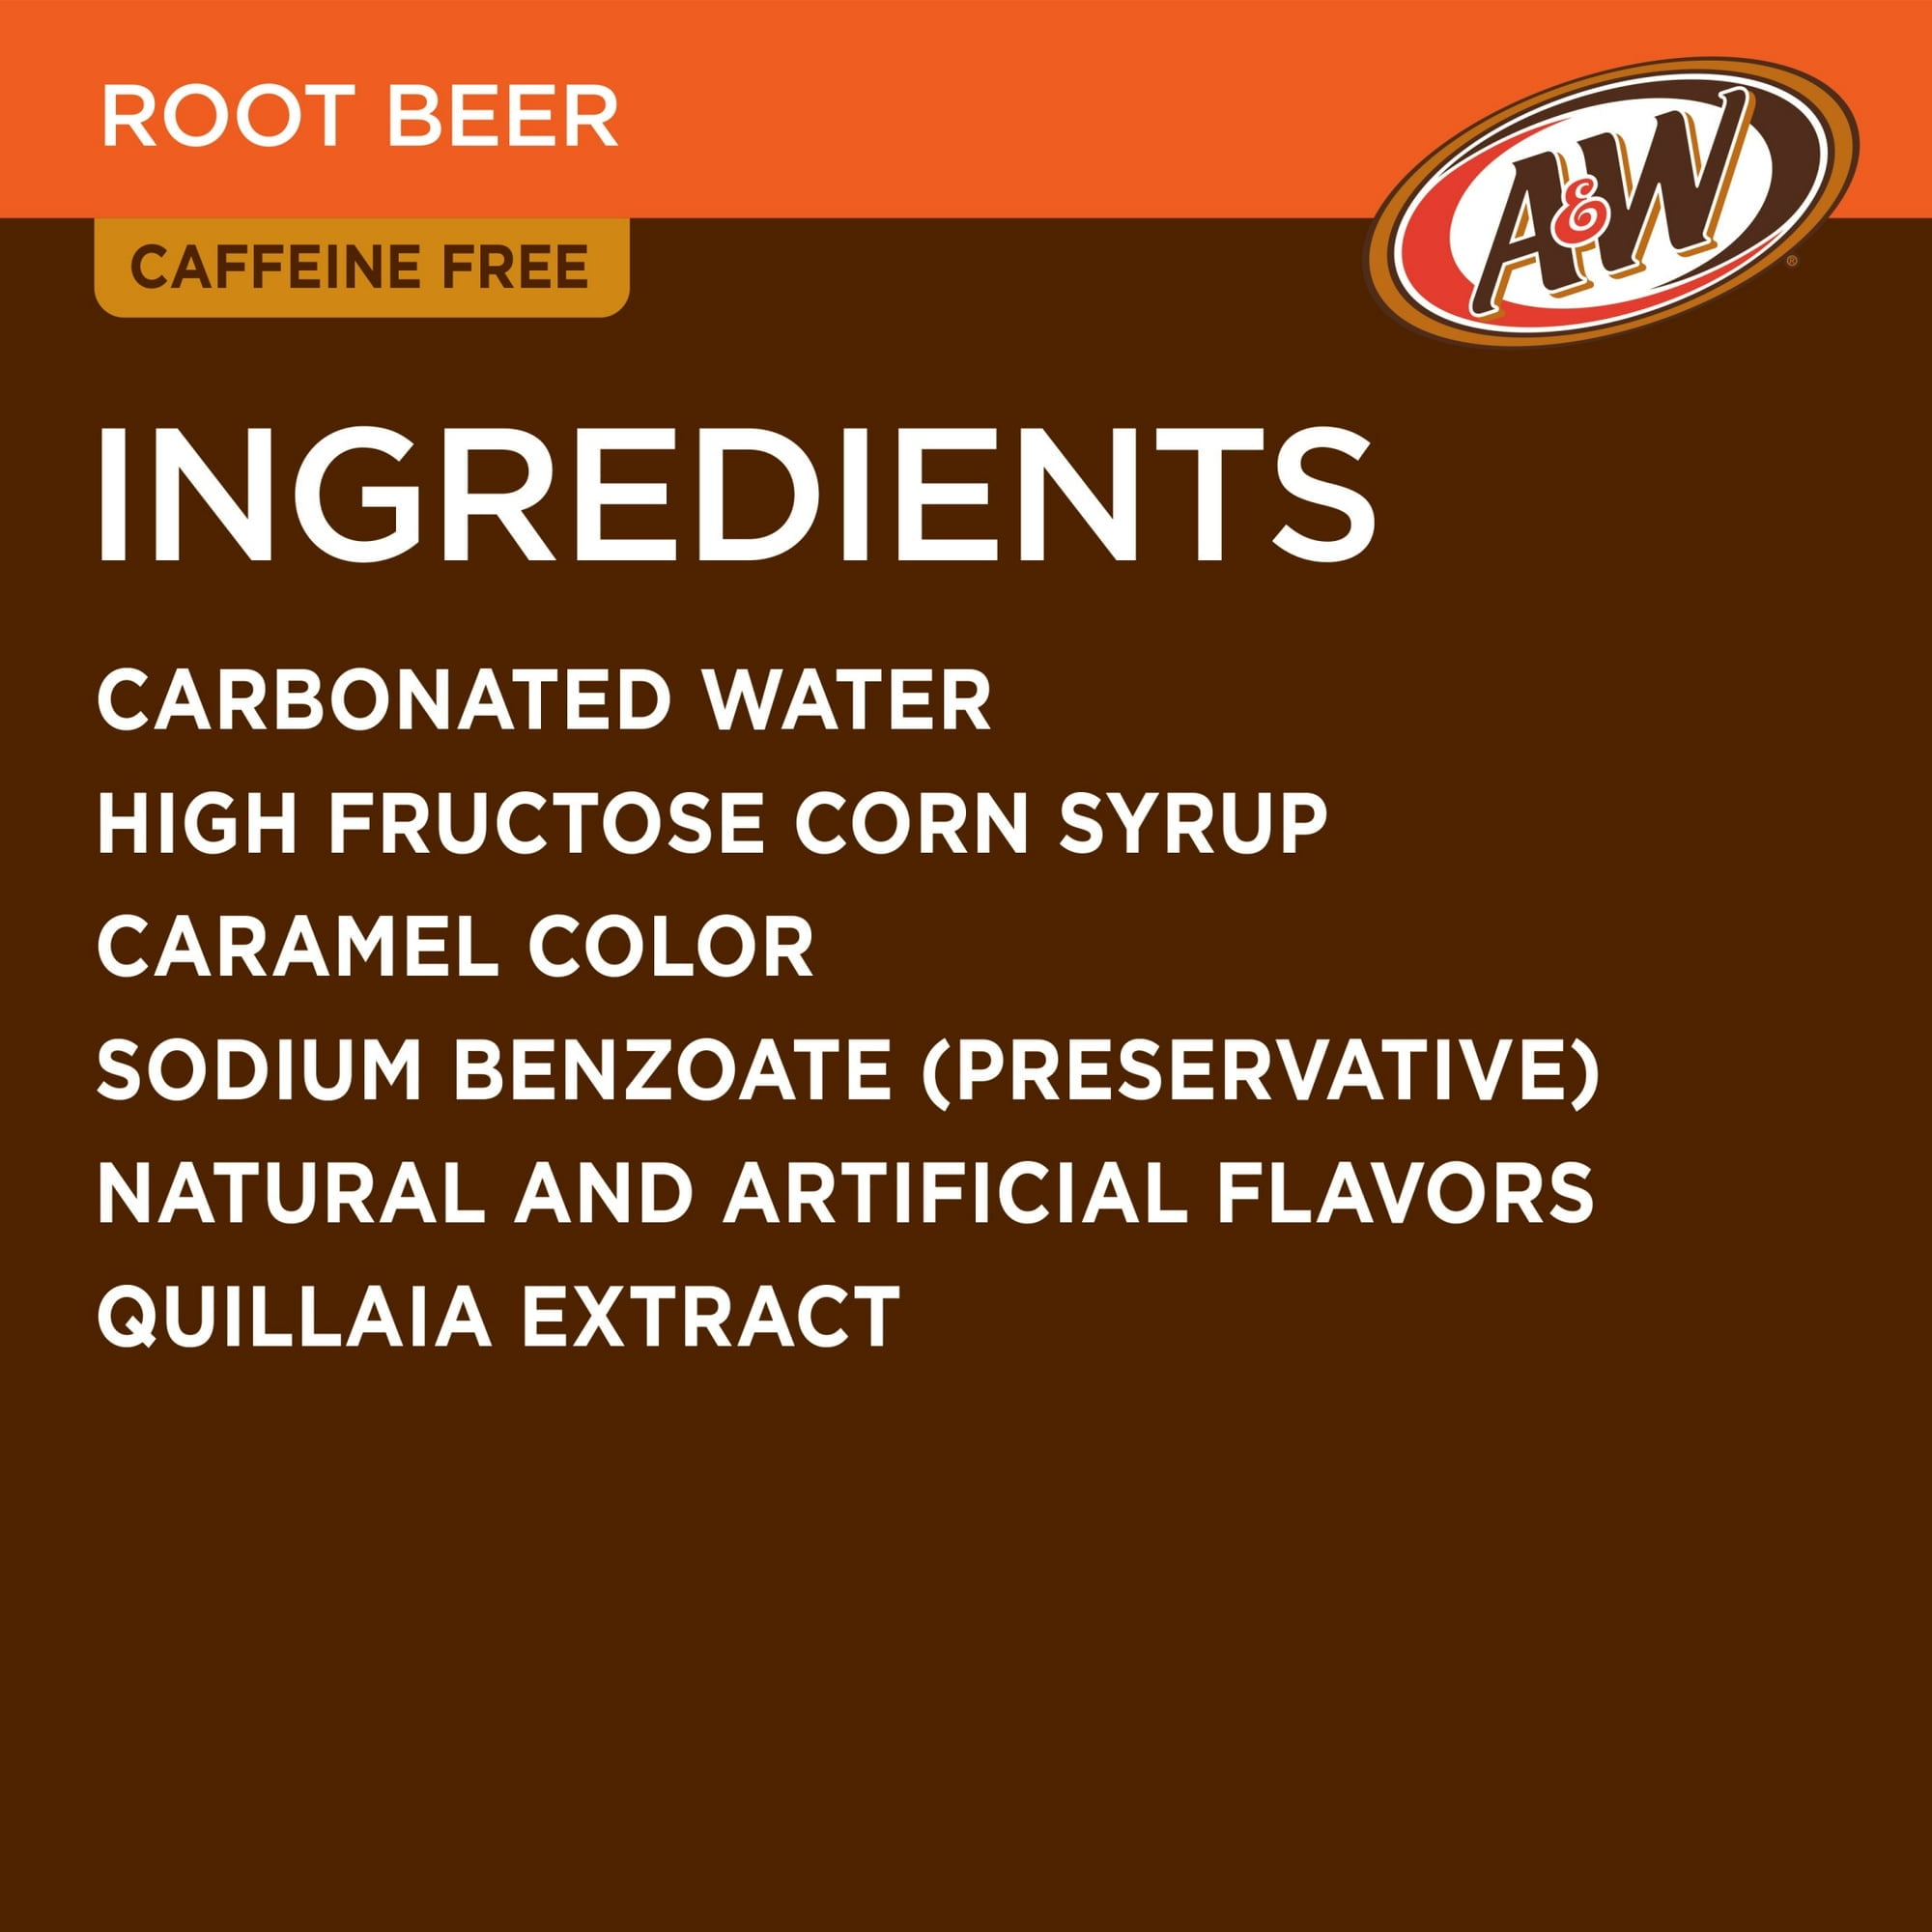 ROOT BEER
A&W®
CAFFEINE FREE
INGREDIENTS
CARBONATED WATER
HIGH FRUCTOSE CORN SYRUP
CARAMEL COLOR
SODIUM BENZOATE (PRESERVATIVE)
NATURAL AND ARTIFICIAL FLAVORS
QUILLAIA EXTRACT